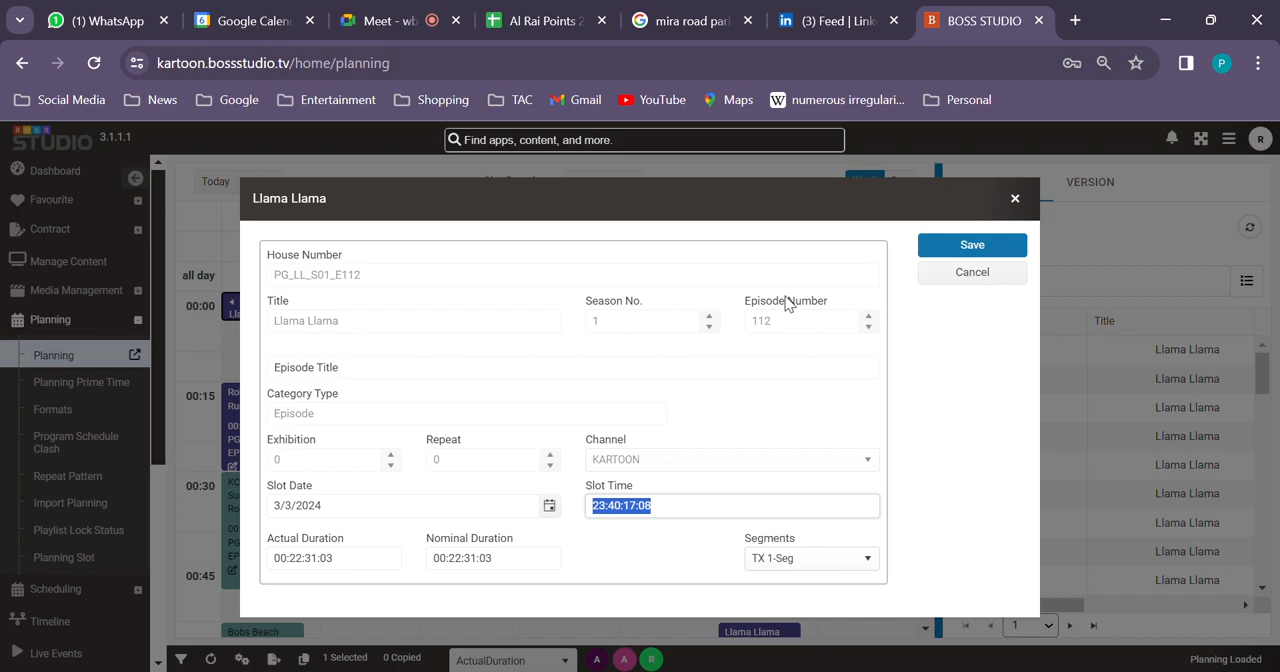 (1) WhatsApp
Google Calen
Meet - wb
Al Rai Points 2
mira road par
(3) Feed | Link
BOSS STUDIO
kartoon.bossstudio.tv/home/planning
Social Media
News
Google
Entertainment
Shopping
TAC
Gmail
YouTube
Maps
numerous irregulari...
Personal
BOSS
STUDIO
3.1.1.1
Find apps, content, and more.
R
Dashboard
Favourite
Contract
Manage Content
Media Management
Planning
Planning
Planning Prime Time
Formats
Program Schedule
Clash
Repeat Pattern
Import Planning
Playlist Lock Status
Planning Slot
Scheduling
Timeline
Live Events
Today
all day
00:00
00:15
00:30
00:45
Bobs Beach
Llama Llama
Llama Llama
House Number
PG_LL_S01_E112
Title
Llama Llama
Season No.
1
Episode Number
112
Episode Title
Category Type
Episode
Exhibition
0
Repeat
0
Channel
KARTOON
Slot Date
3/3/2024
Slot Time
23:40:17:08
Actual Duration
00:22:31:03
Nominal Duration
00:22:31:03
Segments
TX 1-Seg
Save
Cancel
VERSION
Title
Llama Llama
Llama Llama
Llama Llama
Llama Llama
Llama Llama
Llama Llama
Llama Llama
Llama Llama
Llama Llama
1
1 Selected
0 Copied
ActualDuration
A
A
R
Planning Loaded